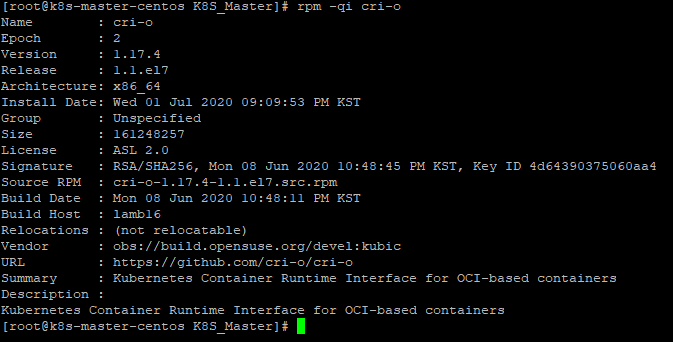 [root@k8s-master-centos K8S_Master]# rpm -qi cri-o
Name        : cri-o
Epoch       : 2
Version     : 1.17.4
Release     : 1.1.el7
Architecture: x86_64
Install Date: Wed 01 Jul 2020 09:09:53 PM KST
Group       : Unspecified
Size        : 161248257
License     : ASL 2.0
Signature   : RSA/SHA256, Mon 08 Jun 2020 10:48:45 PM KST, Key ID 4d64390375060aa4
Source RPM  : cri-o-1.17.4-1.1.el7.src.rpm
Build Date  : Mon 08 Jun 2020 10:48:11 PM KST
Build Host  : lamb16
Relocations : (not relocatable)
Vendor      : obs://build.opensuse.org/devel:kubic
URL         : https://github.com/cri-o/cri-o
Summary     : Kubernetes Container Runtime Interface for OCI-based containers
Description :
Kubernetes Container Runtime Interface for OCI-based containers
[root@k8s-master-centos K8S_Master]#